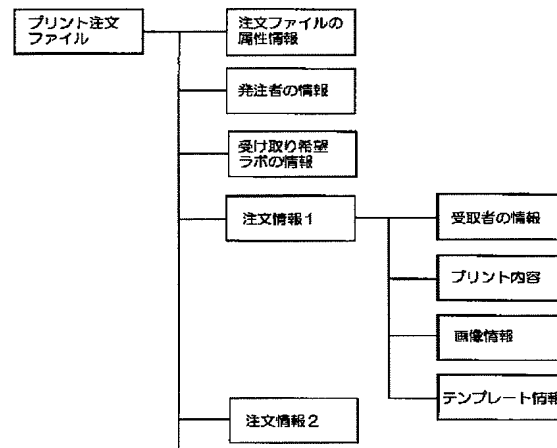 プリント注文
ファイル
注文ファイルの
属性情報
発注者の情報
受け取り希望
ラボの情報
注文情報1
受取者の情報
プリント内容
画像情報
テンプレート情報
注文情報2